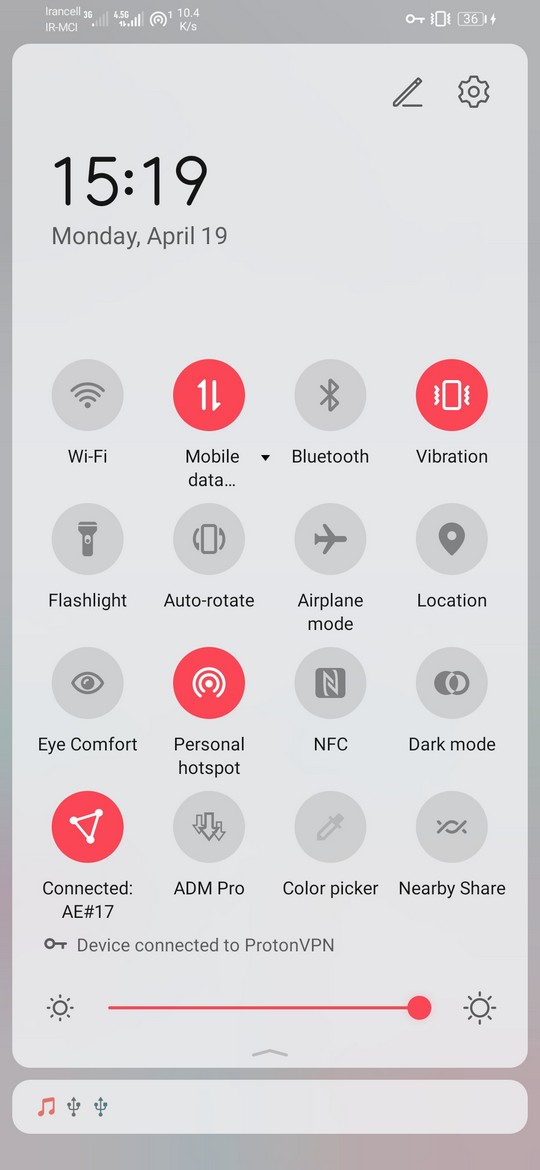 Irancell 3G 4.5G 1 10.4
IR-MCI K/s 36
15:19
Monday, April 19
Wi-Fi
Mobile
data...
Bluetooth
Vibration
Flashlight
Auto-rotate
Airplane
mode
Location
Eye Comfort
Personal
hotspot
NFC
Dark mode
Connected:
AE#17
ADM Pro
Color picker
Nearby Share
Device connected to ProtonVPN